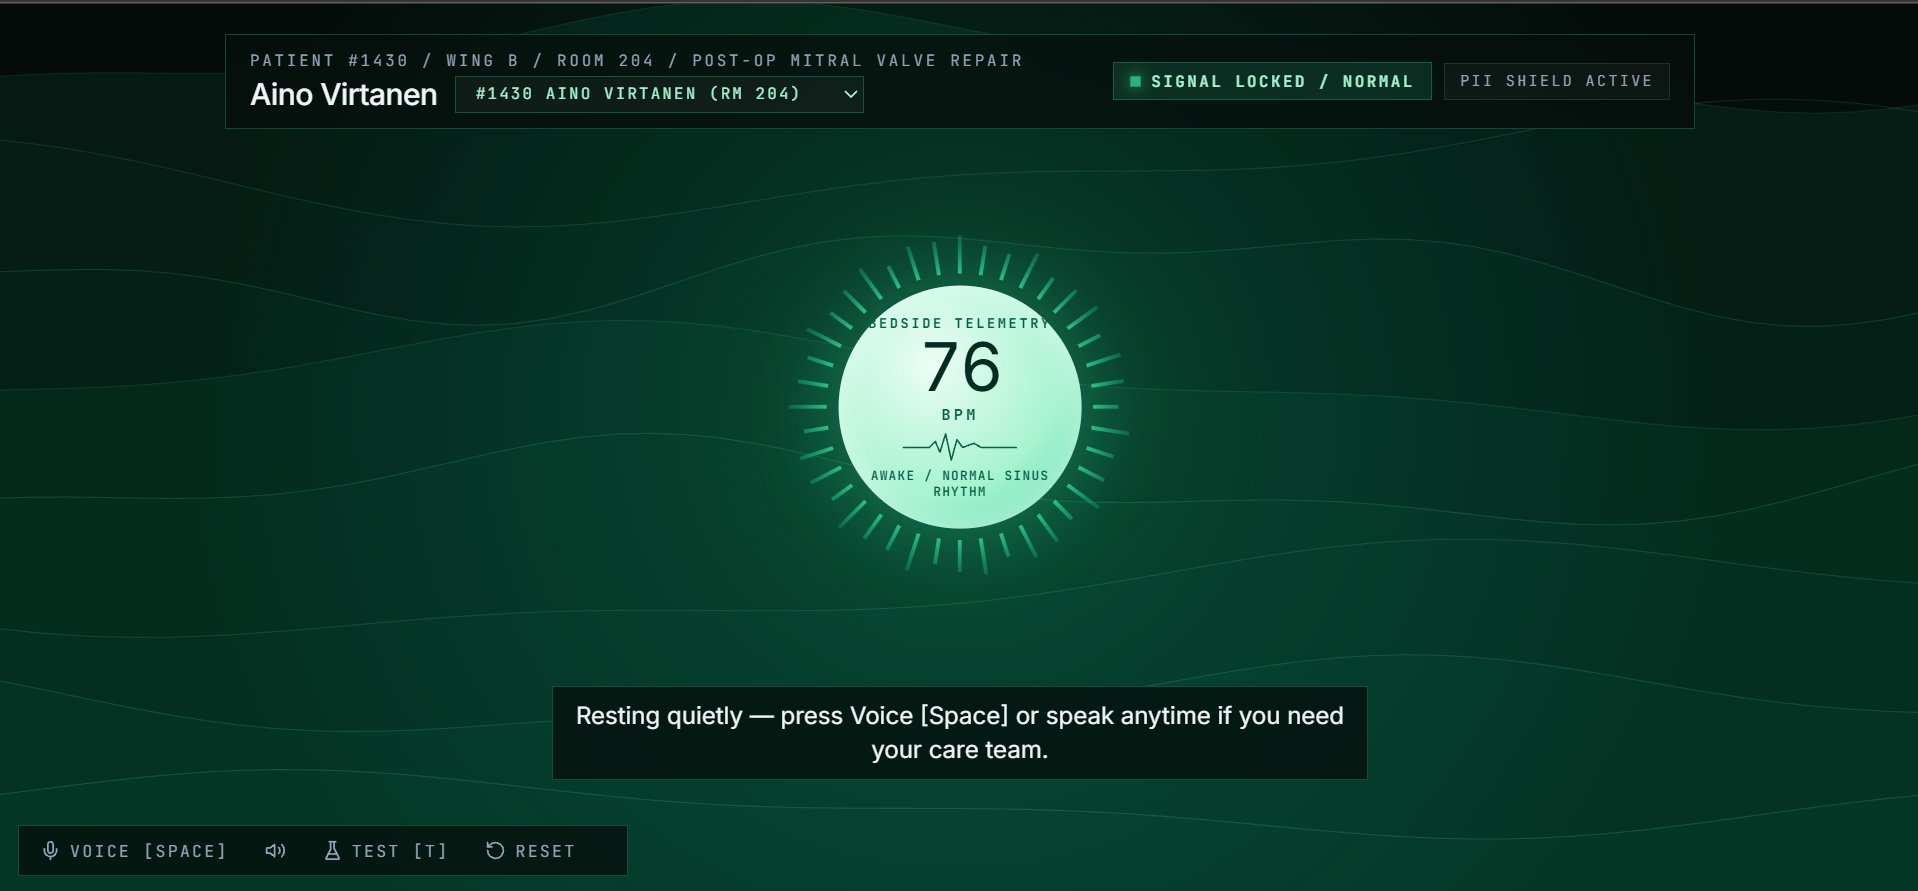 PATIENT #1430 / WING B / ROOM 204 / POST-OP MITRAL VALVE REPAIR
Aino Virtanen
#1430 AINO VIRTANEN (RM 204)
SIGNAL LOCKED / NORMAL
PII SHIELD ACTIVE
BEDSIDE TELEMETRY
76
BPM
AWAKE / NORMAL SINUS
RHYTHM
Resting quietly — press Voice [Space] or speak anytime if you need
your care team.
VOICE [SPACE]
TEST [T]
RESET